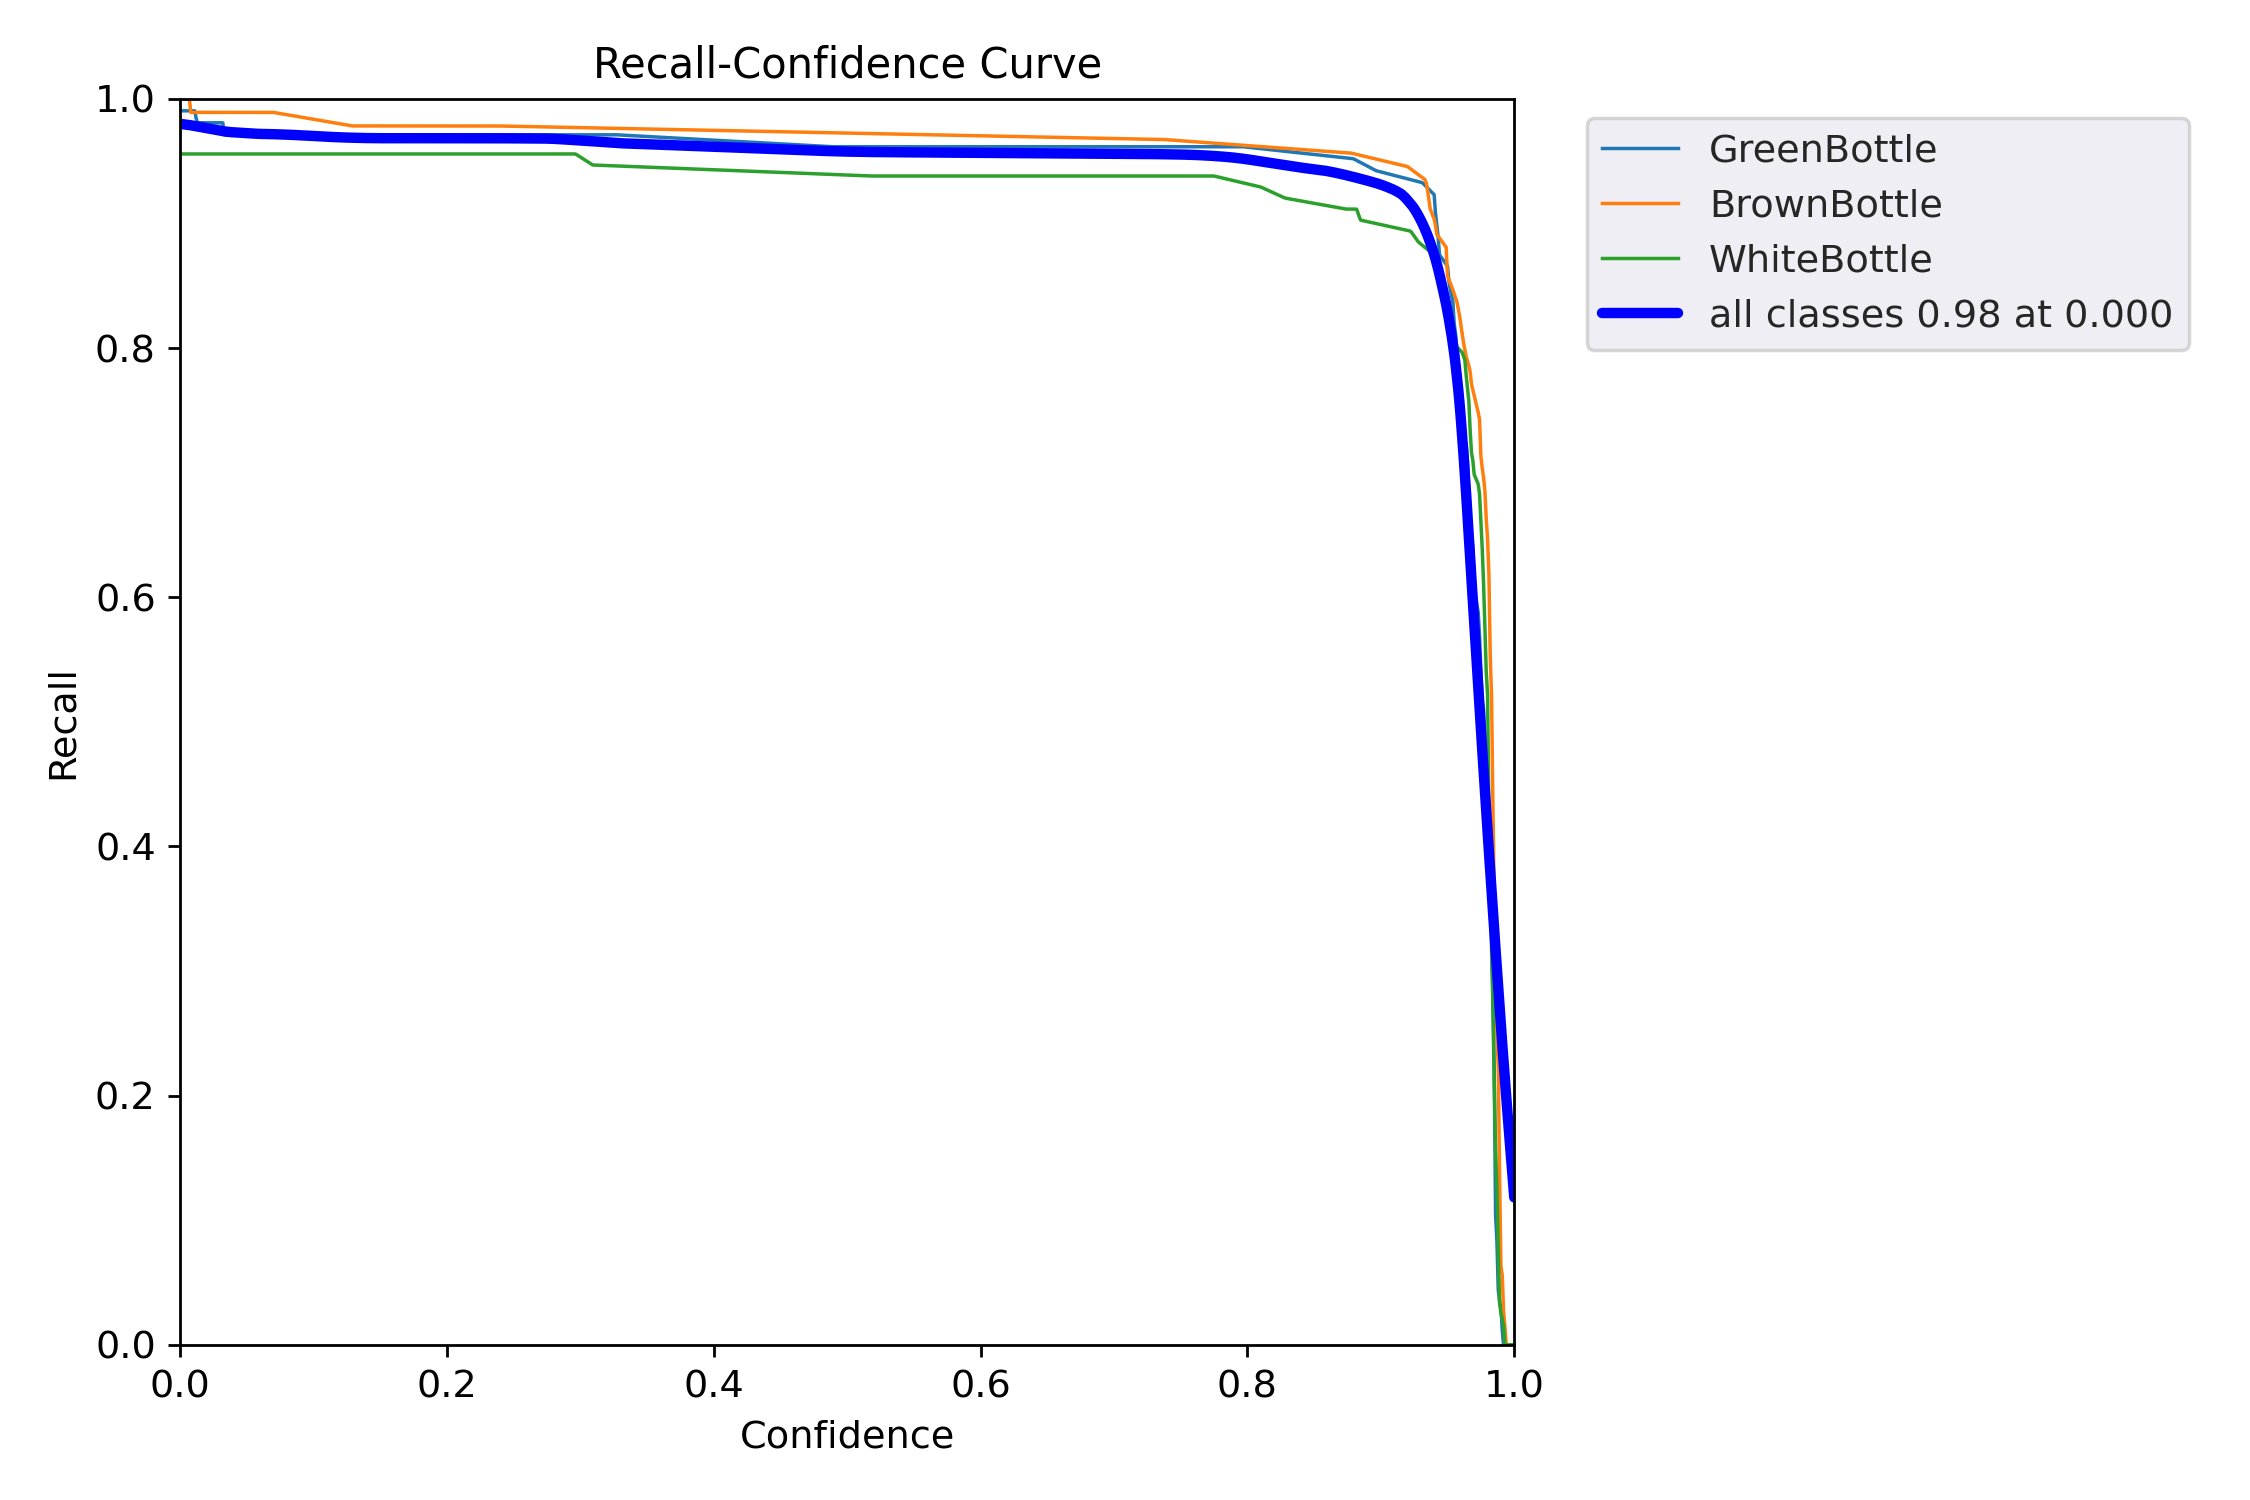 Recall-Confidence Curve
1.0
0.8
0.6
0.4
0.2
0.0
Recall
0.0 0.2 0.4 0.6 0.8 1.0
Confidence
GreenBottle
BrownBottle
WhiteBottle
all classes 0.98 at 0.000